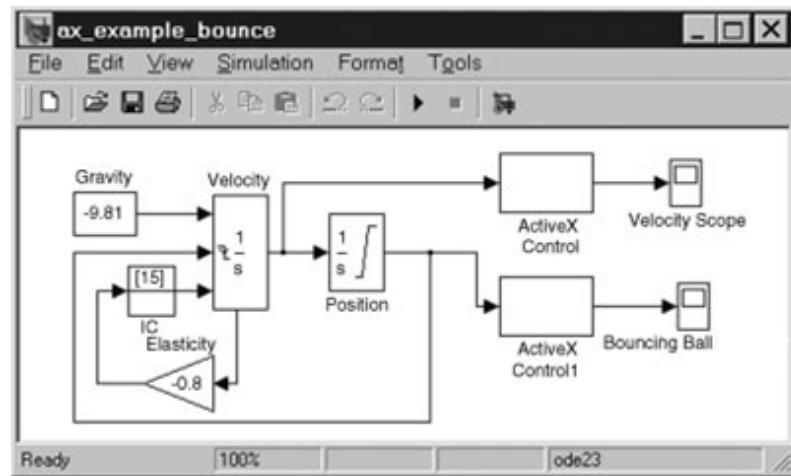 ax_example_bounce
File Edit View Simulation Format Tools
Gravity
-9.81
Velocity
1
s
[15]
IC
Elasticity
-0.8
1
s
Position
ActiveX
Control
Velocity Scope
ActiveX
Control1
Bouncing Ball
Ready 100% ode23